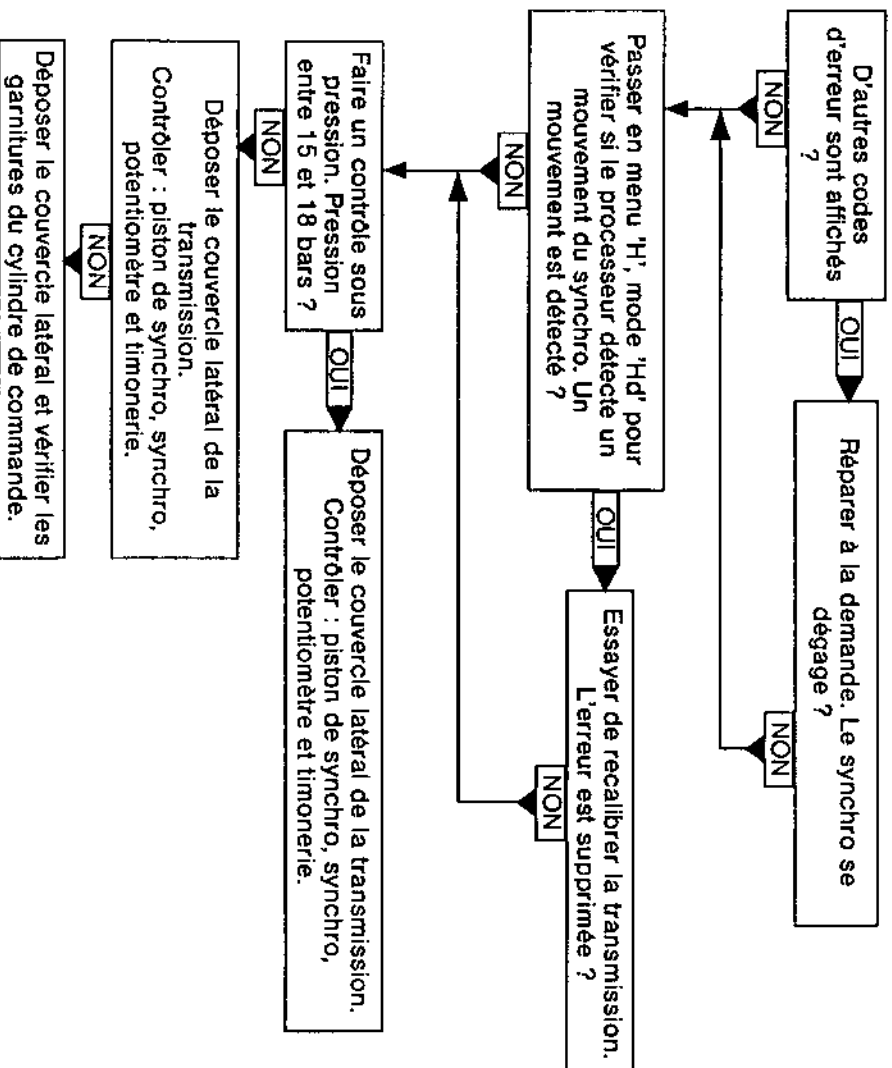 D'autres codes
d'erreur sont affichés
?
OUI
Réparer à la demande. Le synchro se
dégage ?
NON
NON
Passer en menu 'H', mode 'Hd' pour
vérifier si le processeur détecte un
mouvement du synchro. Un
mouvement est détecté ?
OUI
Essayer de recalibrer la transmission.
L'erreur est supprimée ?
NON
NON
Faire un contrôle sous
pression. Pression
entre 15 et 18 bars ?
OUI
Déposer le couvercle latéral de la transmission.
Contrôler : piston de synchro, synchro,
potentiomètre et timonerie.
NON
Déposer le couvercle latéral de la
transmission.
Contrôler : piston de synchro, synchro,
potentiomètre et timonerie.
NON
Déposer le couvercle latéral et vérifier les
garnitures du cylindre de commande.